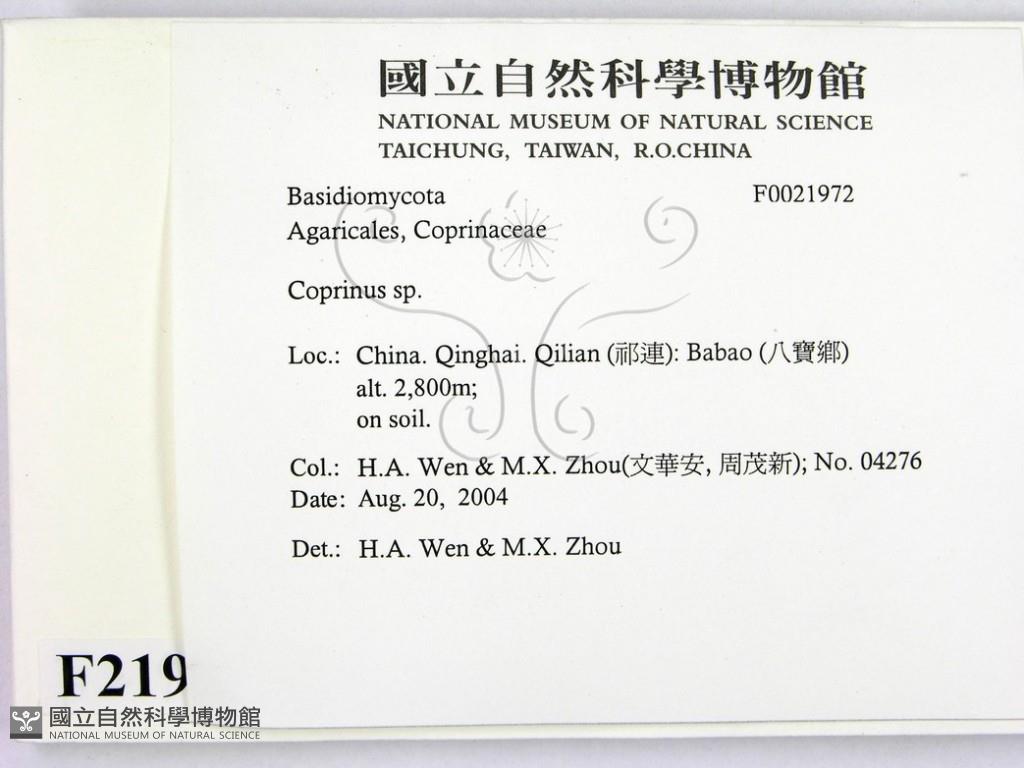 國立自然科學博物館
NATIONAL MUSEUM OF NATURAL SCIENCE
TAICHUNG, TAIWAN, R.O.CHINA
Basidiomycota F0021972
Agaricales, Coprinaceae
Coprinus sp.
Loc.: China. Qinghai. Qilian (祁連): Babao (八寶鄉)
alt. 2,800m;
on soil.
Col.: H.A. Wen & M.X. Zhou(文華安, 周茂新); No. 04276
Date: Aug. 20, 2004
Det.: H.A. Wen & M.X. Zhou
F219
國立自然科學博物館
NATIONAL MUSEUM OF NATURAL SCIENCE